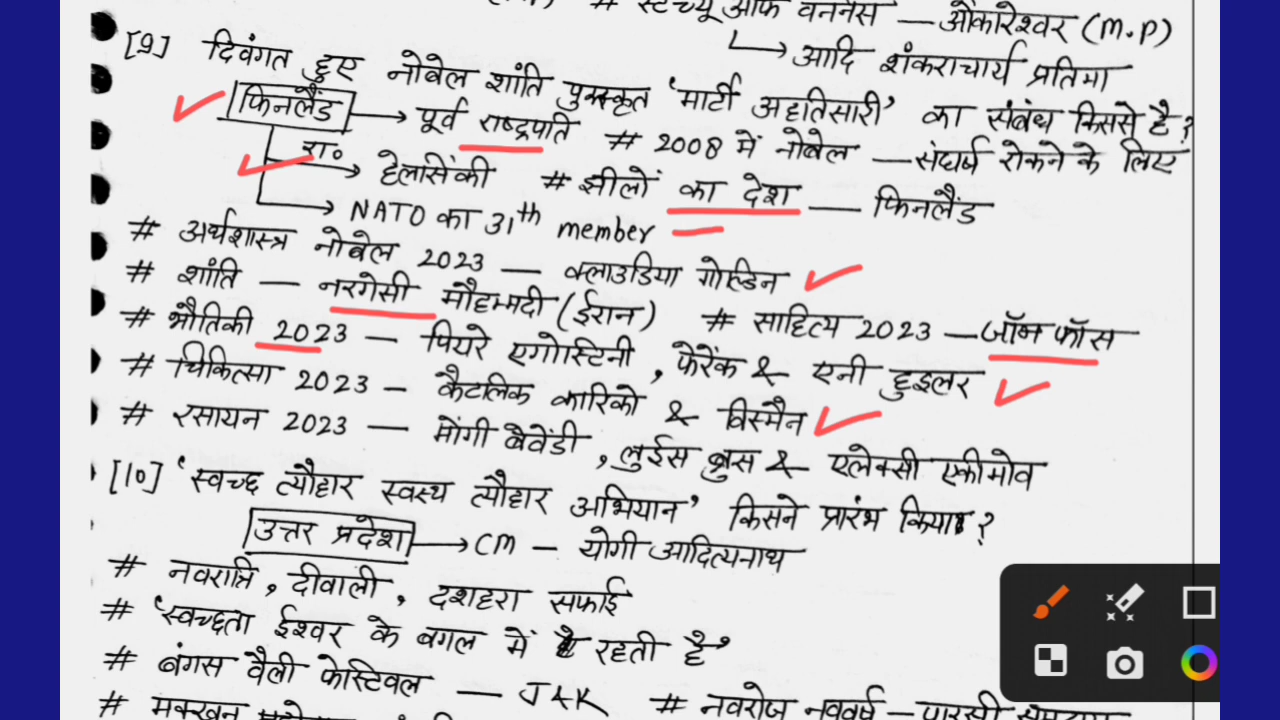 # स्टैच्यू ऑफ वननेस — ओंकारेश्वर (M.P)
→ आदि शंकराचार्य प्रतिमा
[9] दिवंगत हुए नोबेल शांति पुरस्कृत 'मार्टी अहातिसारी' का संबंध किससे है?
फिनलैंड → पूर्व राष्ट्रपति # 2008 में नोबेल — संघर्ष रोकने के लिए
रा० → हेलसिंकी # झीलों का देश — फिनलैंड
→ NATO का 31th member
# अर्थशास्त्र नोबेल 2023 — क्लाउडिया गोल्डिन
# शांति — नरगेसी मौहम्मदी (ईरान) # साहित्य 2023 — जॉन फॉस
# भौतिकी 2023 — पियरे एगोस्टिनी, फेरेंक & एनी हुइलर
# चिकित्सा 2023 — कैटलिक कारिको & विस्मैन
# रसायन 2023 — मोंगी बेवेंडी, लुईस ब्रुस & एलेक्सी एकीमोव
[10] 'स्वच्छ त्यौहार स्वस्थ त्यौहार अभियान' किसने प्रारंभ किया?
उत्तर प्रदेश → CM — योगी आदित्यनाथ
# नवरात्रि, दीवाली, दशहरा सफाई
# 'स्वच्छता ईश्वर के बगल में रहती है'
# बंगस वैली फेस्टिवल — J&K # नवरोज नववर्ष — पारसी
# मक्खन